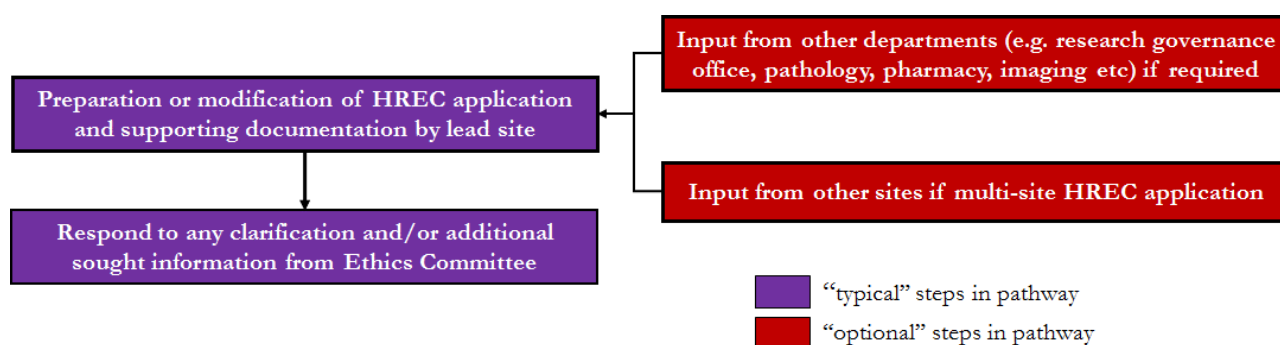 Input from other departments (e.g. research governance
office, pathology, pharmacy, imaging etc) if required
Preparation or modification of HREC application
and supporting documentation by lead site
Input from other sites if multi-site HREC application
Respond to any clarification and/or additional
sought information from Ethics Committee
“typical” steps in pathway
“optional” steps in pathway